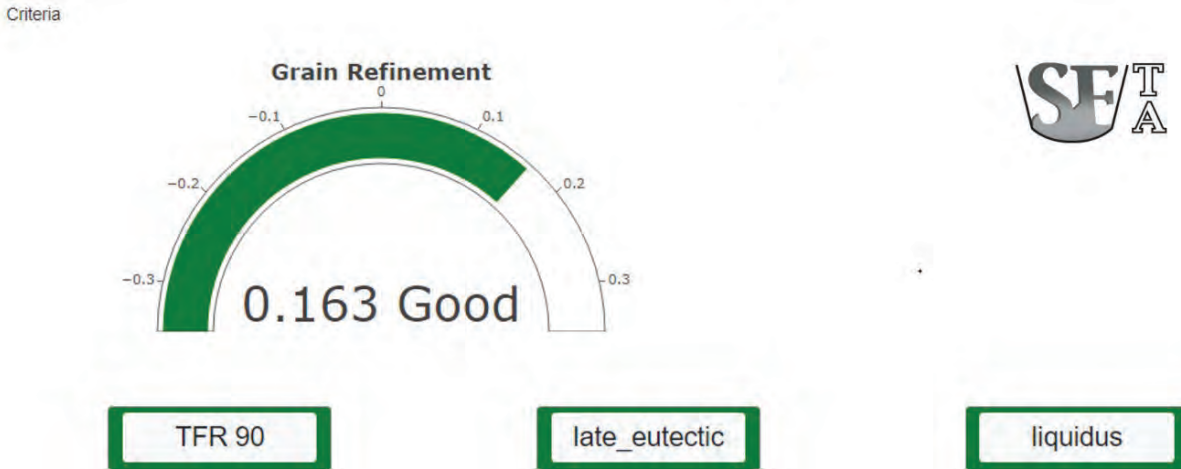 Criteria
Grain Refinement
0
−0.1
0.1
−0.2
0.2
−0.3
0.3
0.163 Good
SE
T
A
TFR 90
late_eutectic
liquidus